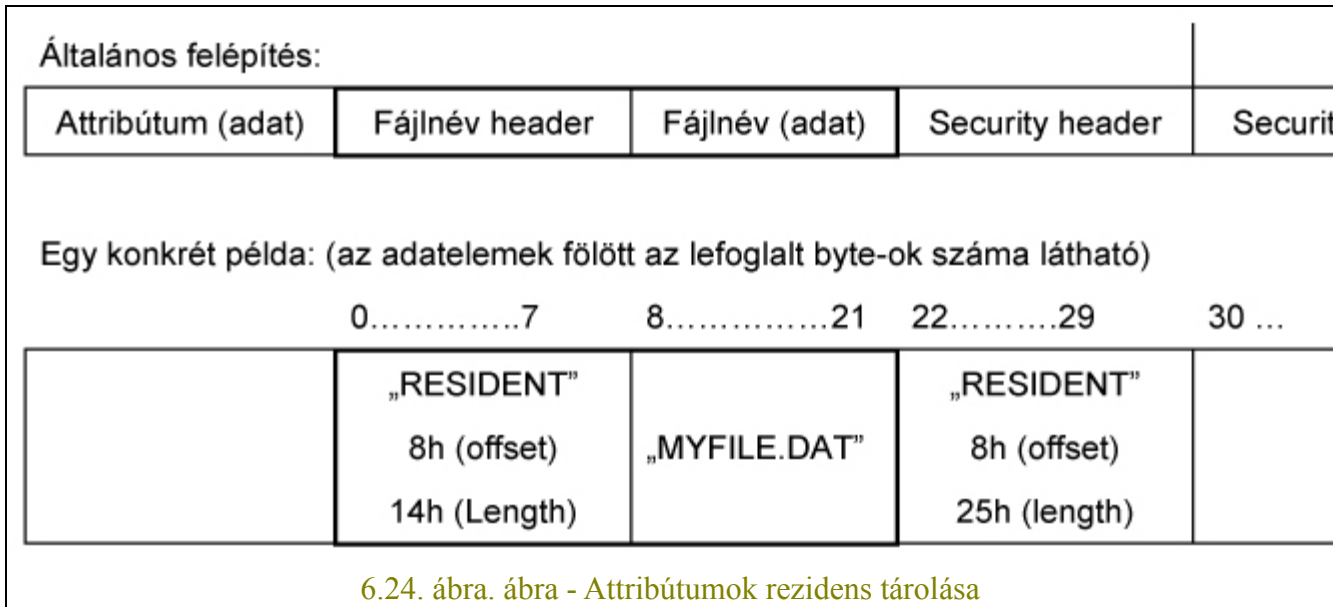 Általános felépítés:
Attribútum (adat) Fájlnév header Fájlnév (adat) Security header Securit
Egy konkrét példa: (az adatelemek fölött az lefoglalt byte-ok száma látható)
0…………..7 8……………21 22……….29 30 …
„RESIDENT” „RESIDENT”
8h (offset) „MYFILE.DAT” 8h (offset)
14h (Length) 25h (length)
6.24. ábra. ábra - Attribútumok rezidens tárolása